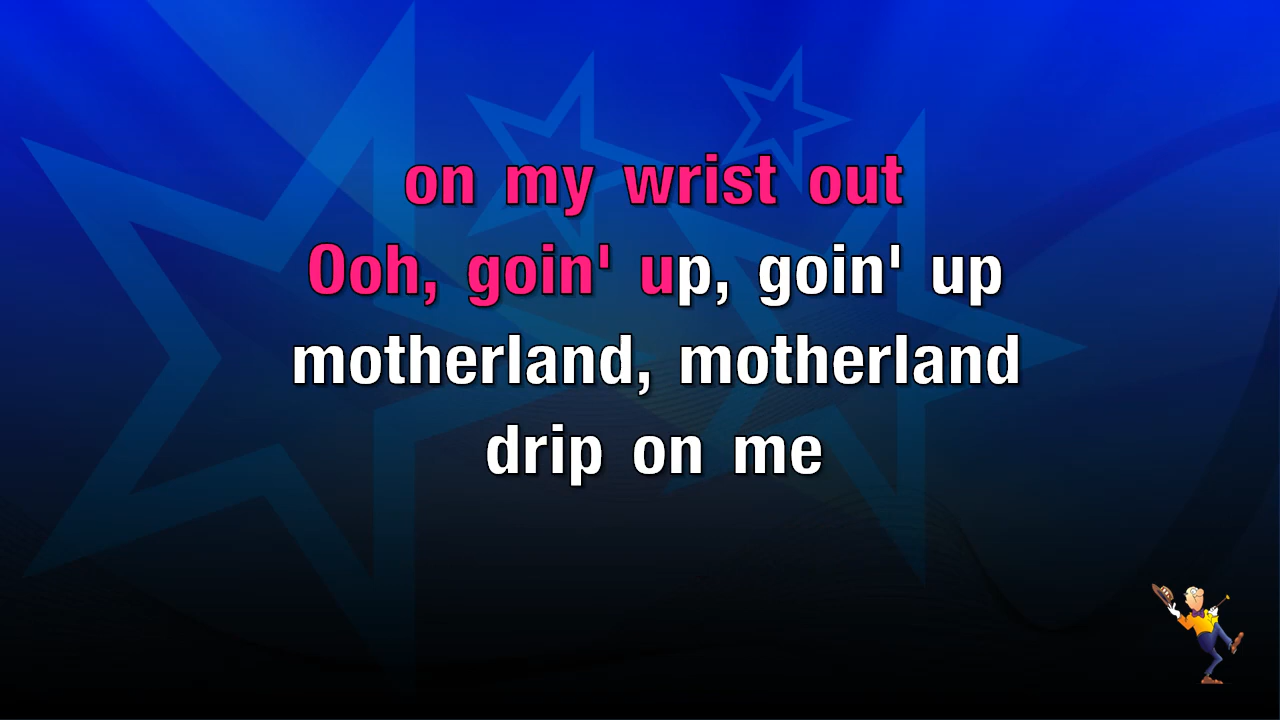 on my wrist out
Ooh, goin' up, goin' up
motherland, motherland
drip on me